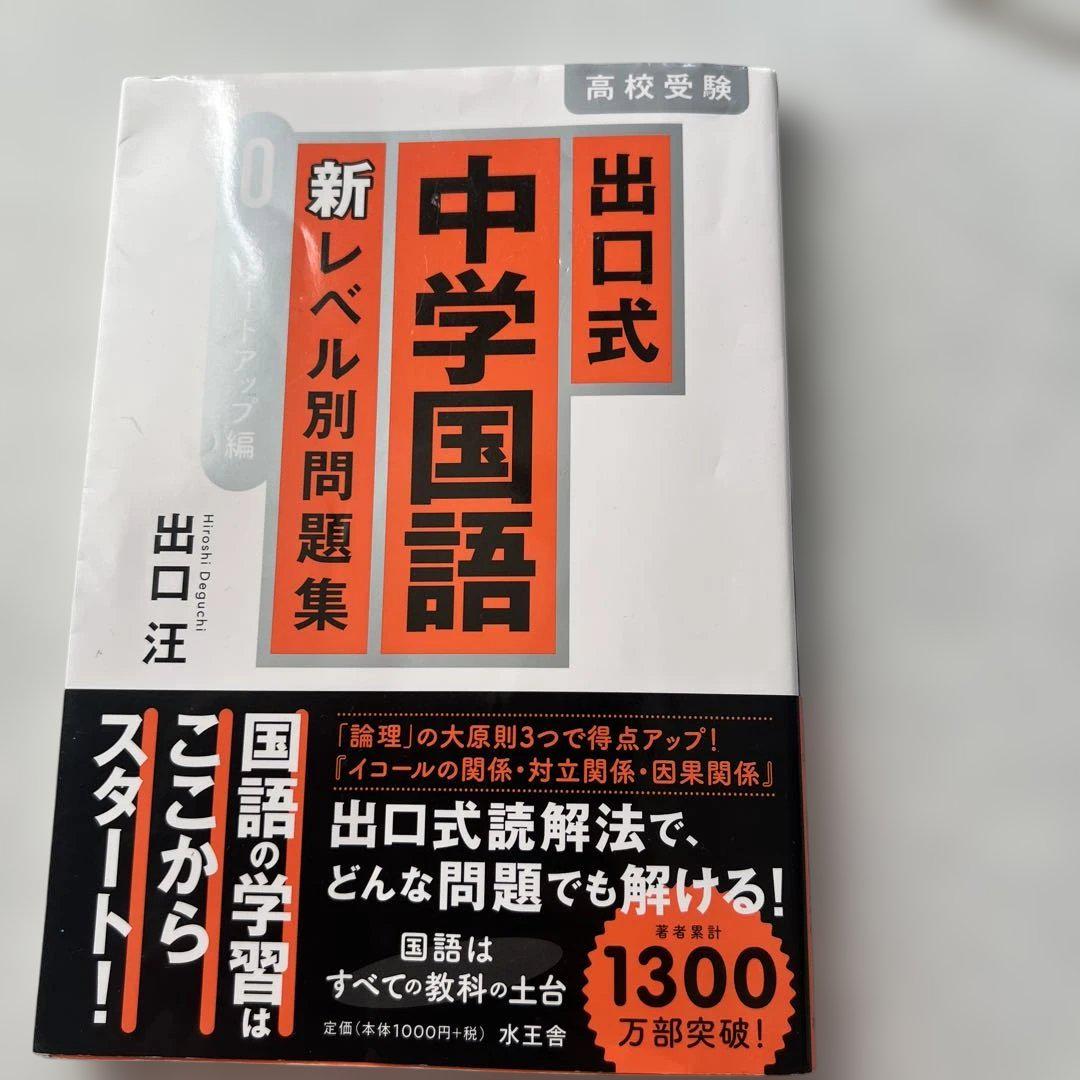 高校受験
出口式
中学国語
新レベル別問題集
0
ートアップ編
出口 汪
Hiroshi Deguchi
「論理」の大原則3つで得点アップ!
『イコールの関係・対立関係・因果関係』
出口式読解法で、
どんな問題でも解ける!
国語は
すべての教科の土台
定価(本体1000円+税) 水王舎
著者累計
1300
万部突破!
国語の学習は
ここから
スタート!